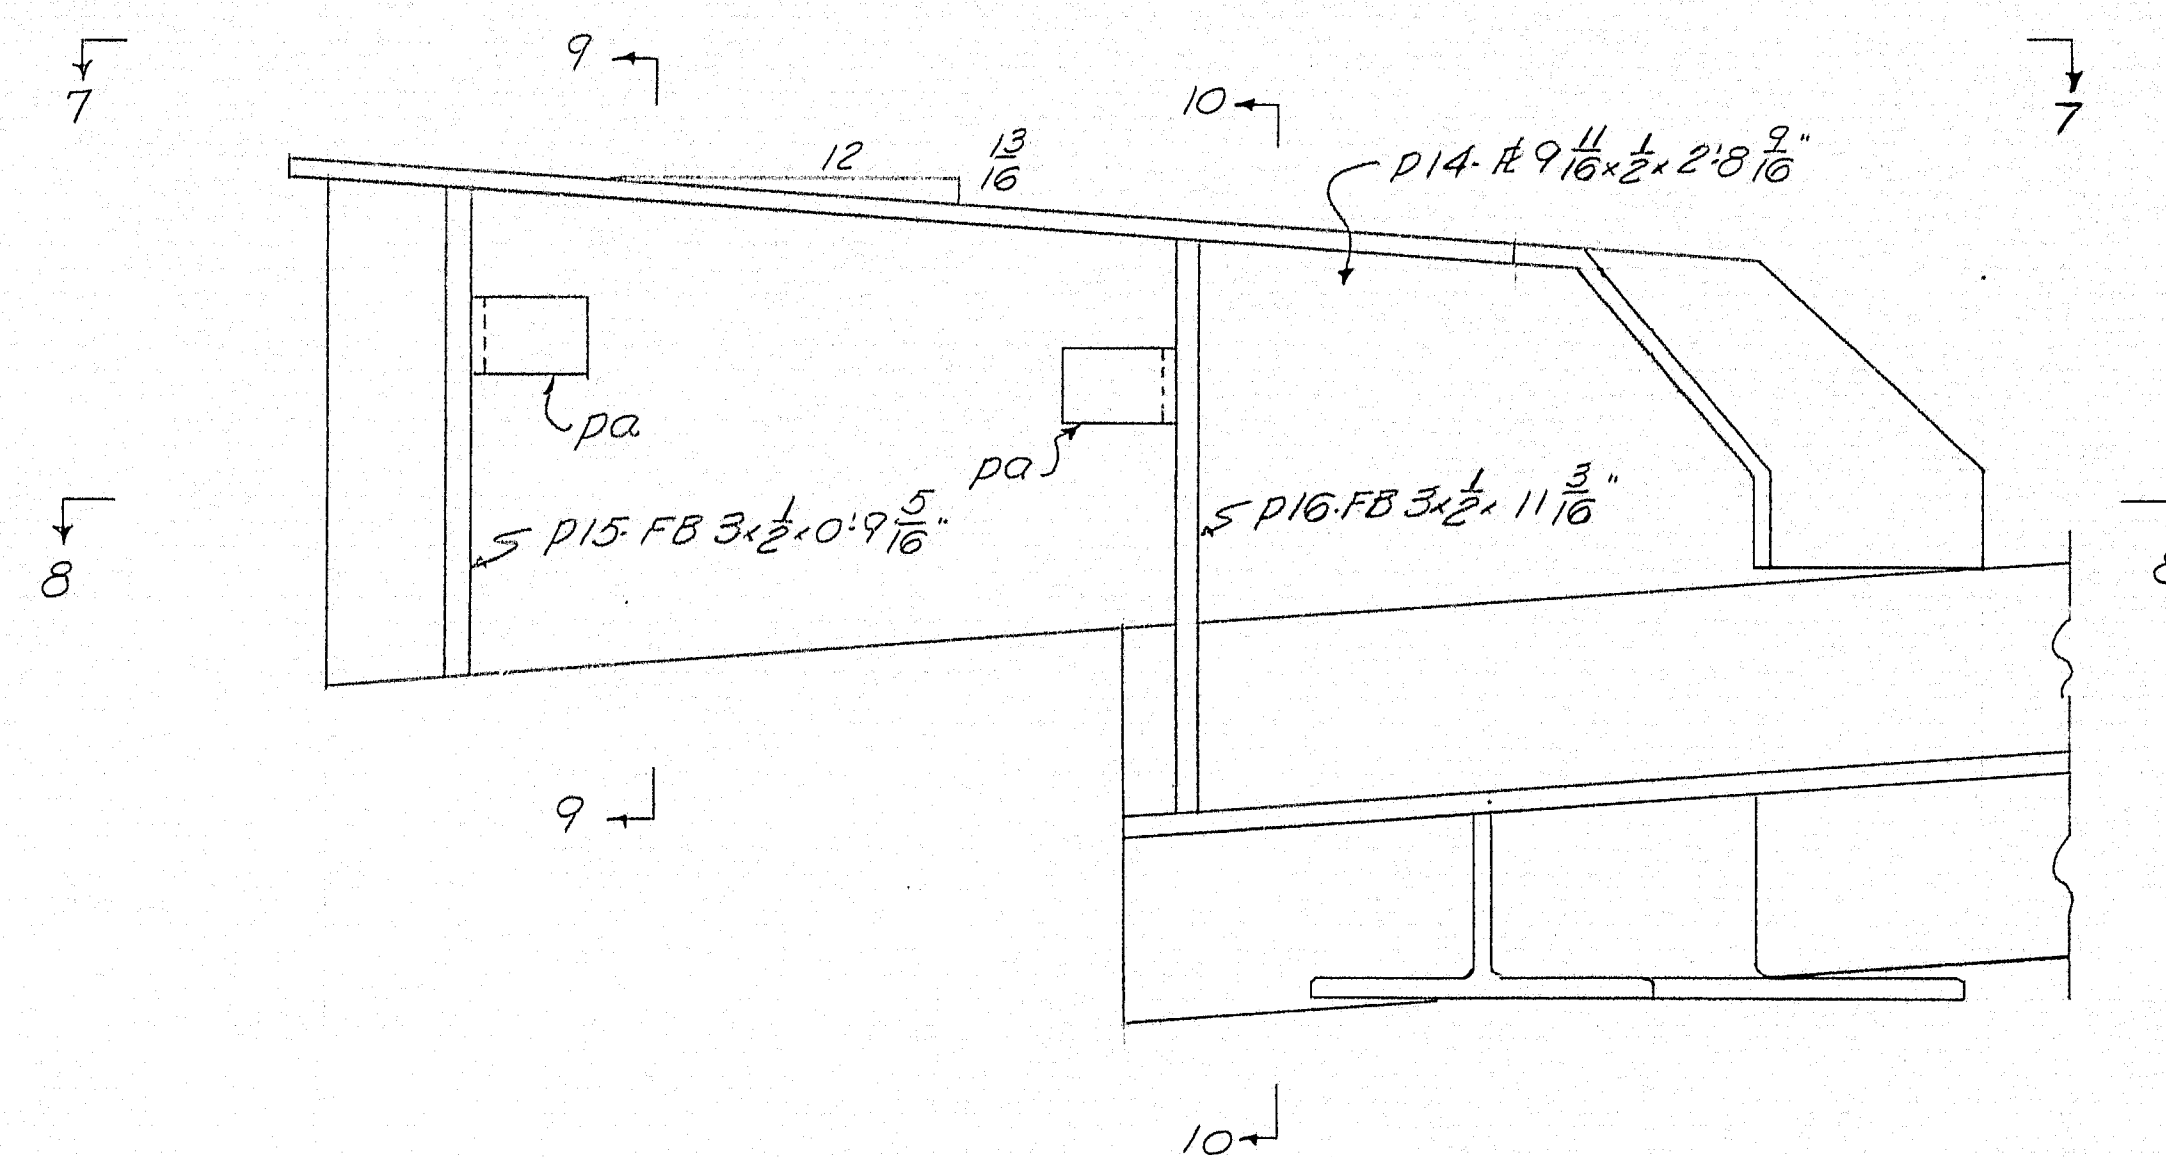 9
7
10
7
12 13/16
p14- ⅊ 9 11/16 x 1/2 x 2'-8 9/16"
pa
pa
p15- FB 3 x 1/2 x 0'-9 5/16"
p16-FB 3 x 1/2 x 11 3/16"
8
9
10